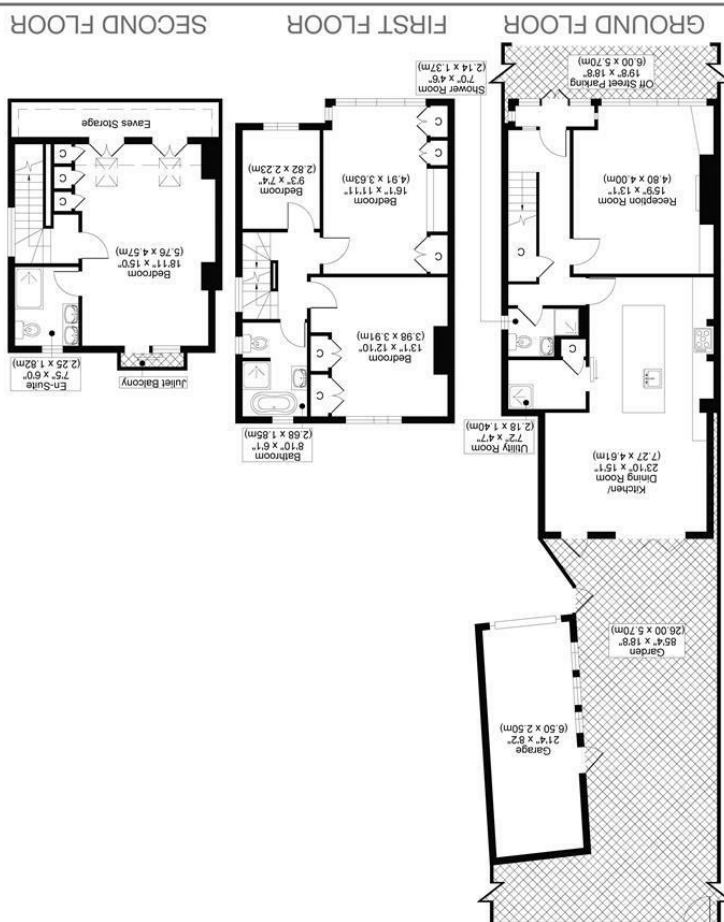 GROUND FLOOR
Off Street Parking
19'8" x 18'8"
(6.00 x 5.70m)
Reception Room
15'9" x 13'1"
(4.80 x 4.00m)
C
C
Shower Room
7'0" x 4'6"
(2.14 x 1.37m)
Utility Room
7'2" x 4'7"
(2.18 x 1.40m)
Kitchen/
Dining Room
23'10" x 15'1"
(7.27 x 4.61m)
Garden
85'4" x 18'8"
(26.00 x 5.70m)
Garage
21'4" x 8'2"
(6.50 x 2.50m)
FIRST FLOOR
Bedroom
16'1" x 11'11"
(4.91 x 3.63m)
C
C
C
Bedroom
9'3" x 7'4"
(2.82 x 2.23m)
Bedroom
13'1" x 12'10"
(3.98 x 3.91m)
C
C
Bathroom
8'10" x 6'1"
(2.68 x 1.85m)
SECOND FLOOR
Eaves Storage
C
C
C
Bedroom
18'11" x 15'0"
(5.76 x 4.57m)
Juliet Balcony
En-Suite
7'5" x 6'0"
(2.25 x 1.82m)